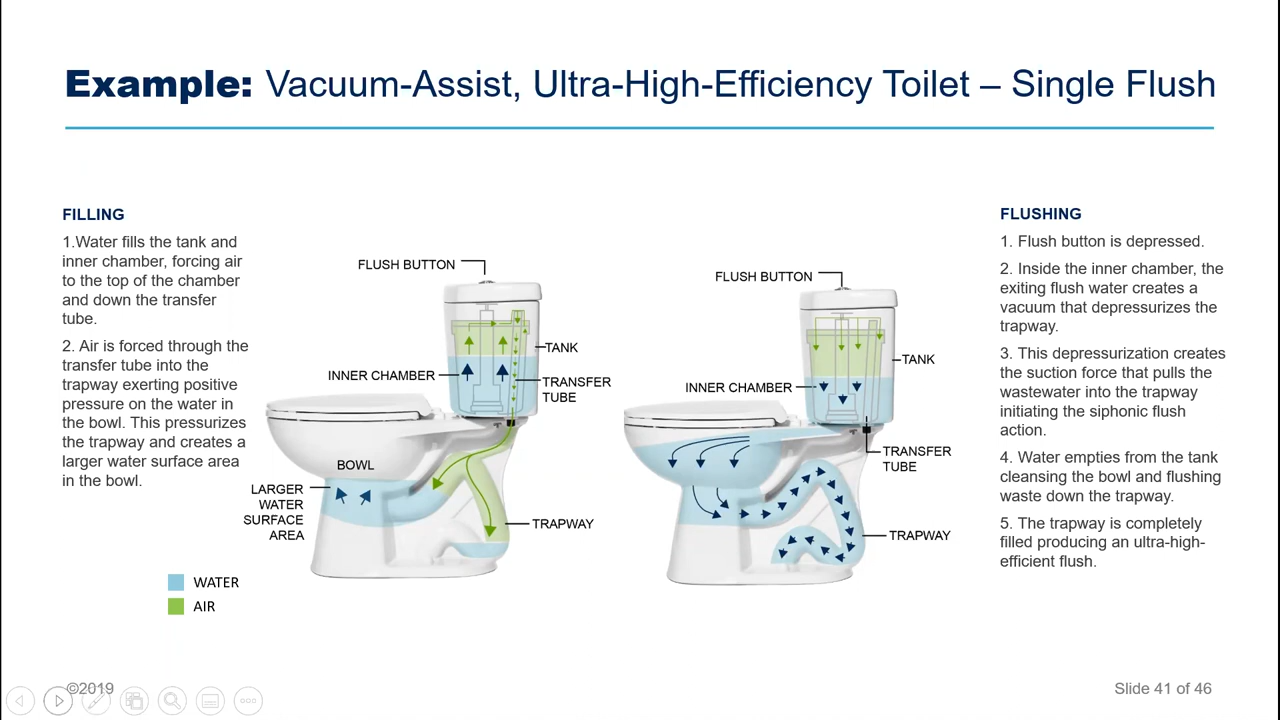 Example: Vacuum-Assist, Ultra-High-Efficiency Toilet – Single Flush
FILLING
1.Water fills the tank and
inner chamber, forcing air
to the top of the chamber
and down the transfer
tube.
2. Air is forced through the
transfer tube into the
trapway exerting positive
pressure on the water in
the bowl. This pressurizes
the trapway and creates a
larger water surface area
in the bowl.
FLUSH BUTTON
TANK
INNER CHAMBER
TRANSFER
TUBE
BOWL
LARGER
WATER
SURFACE
AREA
TRAPWAY
WATER
AIR
FLUSH BUTTON
TANK
INNER CHAMBER
TRANSFER
TUBE
TRAPWAY
FLUSHING
1. Flush button is depressed.
2. Inside the inner chamber, the
exiting flush water creates a
vacuum that depressurizes the
trapway.
3. This depressurization creates
the suction force that pulls the
wastewater into the trapway
initiating the siphonic flush
action.
4. Water empties from the tank
cleansing the bowl and flushing
waste down the trapway.
5. The trapway is completely
filled producing an ultra-high-
efficient flush.
©2019
Slide 41 of 46